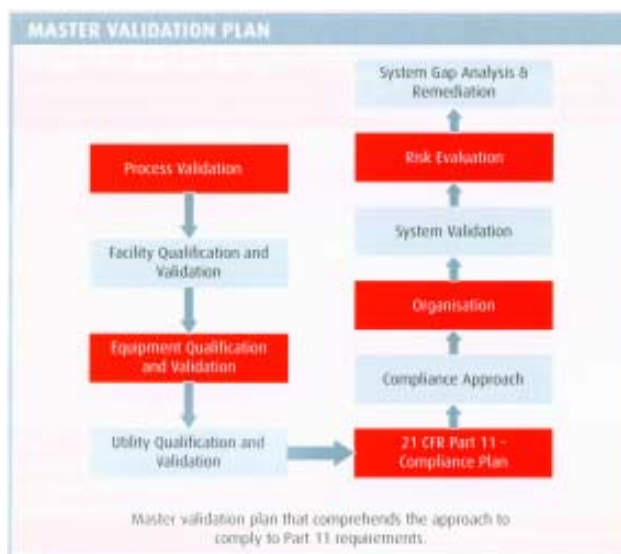 MASTER VALIDATION PLAN
Process Validation
Facility Qualification and
Validation
Equipment Qualification
and Validation
Utility Qualification and
Validation
21 CFR Part 11 -
Compliance Plan
Compliance Approach
Organisation
System Validation
Risk Evaluation
System Gap Analysis &
Remediation
Master validation plan that comprehends the approach to
comply to Part 11 requirements.